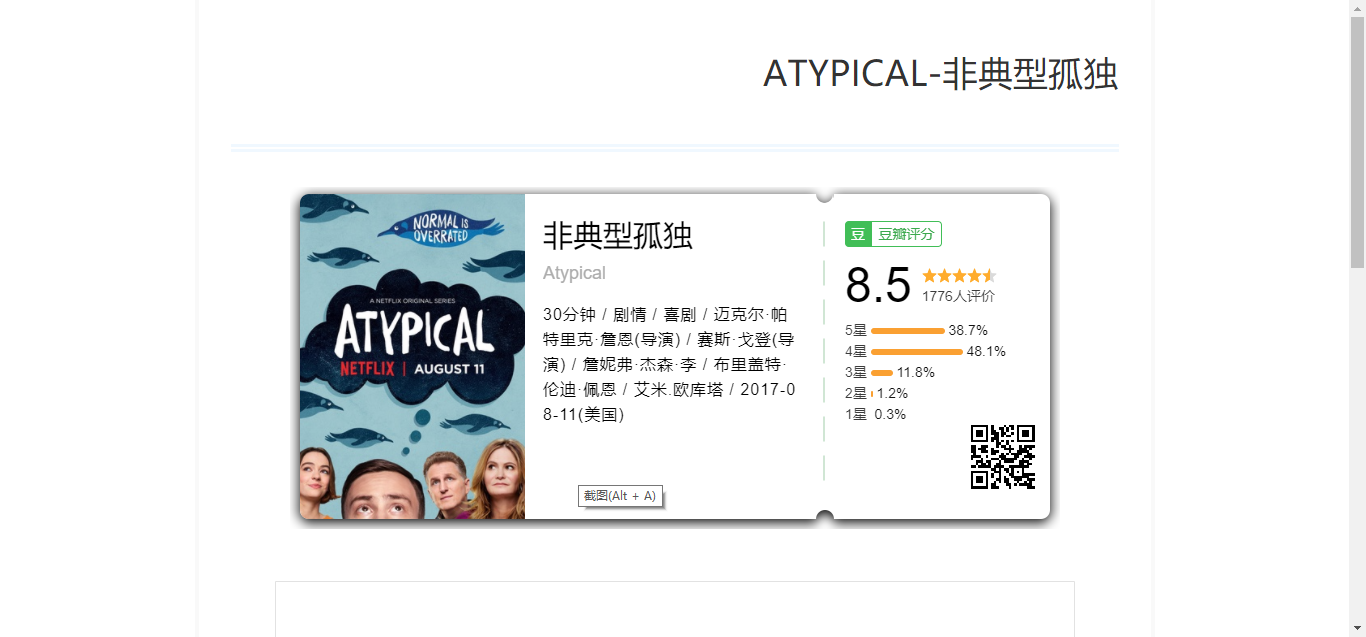 ATYPICAL-非典型孤独
NORMAL IS
OVERRATED
A NETFLIX ORIGINAL SERIES
ATYPICAL
NETFLIX | AUGUST 11
非典型孤独
Atypical
30分钟 / 剧情 / 喜剧 / 迈克尔·帕
特里克·詹恩(导演) / 赛斯·戈登(导
演) / 詹妮弗·杰森·李 / 布里盖特·
伦迪·佩恩 / 艾米.欧库塔 / 2017-0
8-11(美国)
截图(Alt + A)
豆 豆瓣评分
8.5
1776人评价
5星 38.7%
4星 48.1%
3星 11.8%
2星 1.2%
1星 0.3%